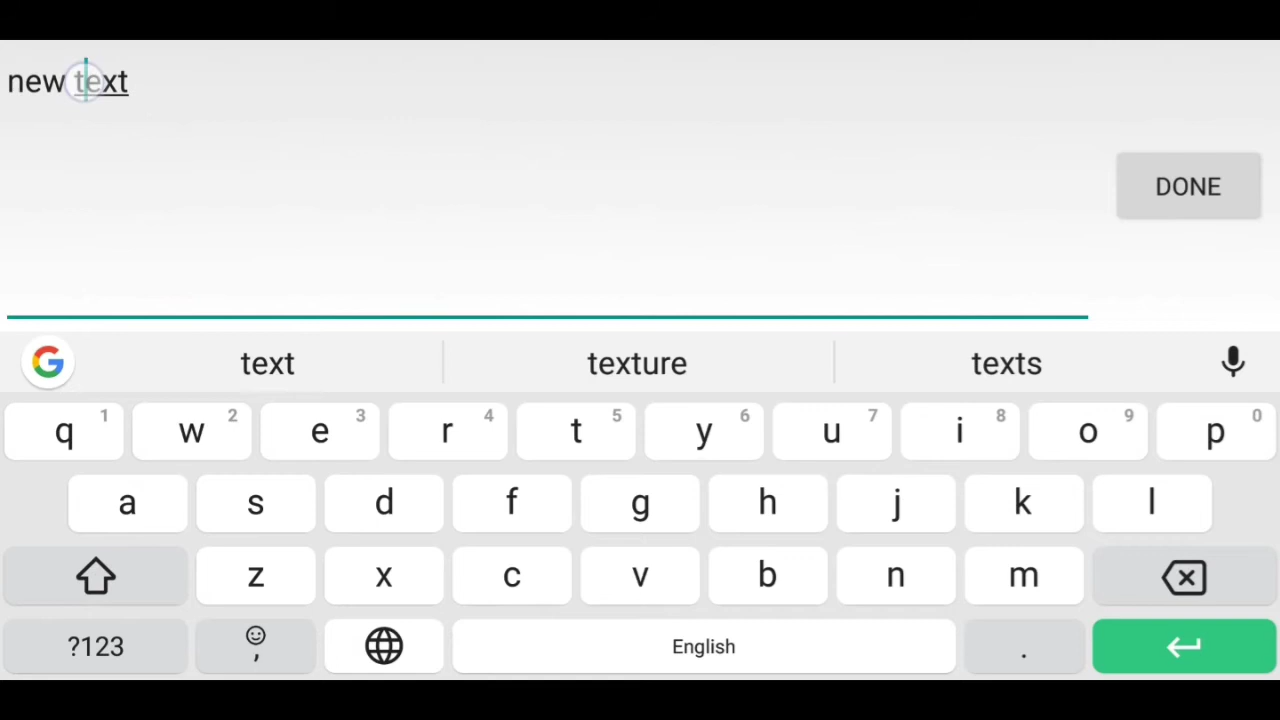 new text
DONE
text texture texts
q 1 w 2 e 3 r 4 t 5 y 6 u 7 i 8 o 9 p 0
a s d f g h j k l
z x c v b n m
?123 , English .